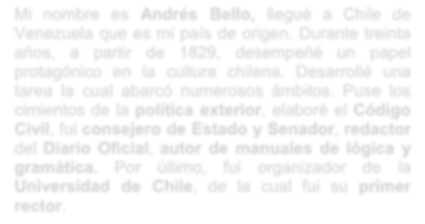 Mi nombre es Andrés Bello, llegué a Chile de
Venezuela que es mi país de origen. Durante treinta
años, a partir de 1829, desempeñé un papel
protagónico en la cultura chilena. Desarrollé una
tarea la cual abarcó numerosos ámbitos. Puse los
cimientos de la política exterior, elaboré el Código
Civil, fui consejero de Estado y Senador, redactor
del Diario Oficial, autor de manuales de lógica y
gramática. Por último, fui organizador de la
Universidad de Chile, de la cual fui su primer
rector.